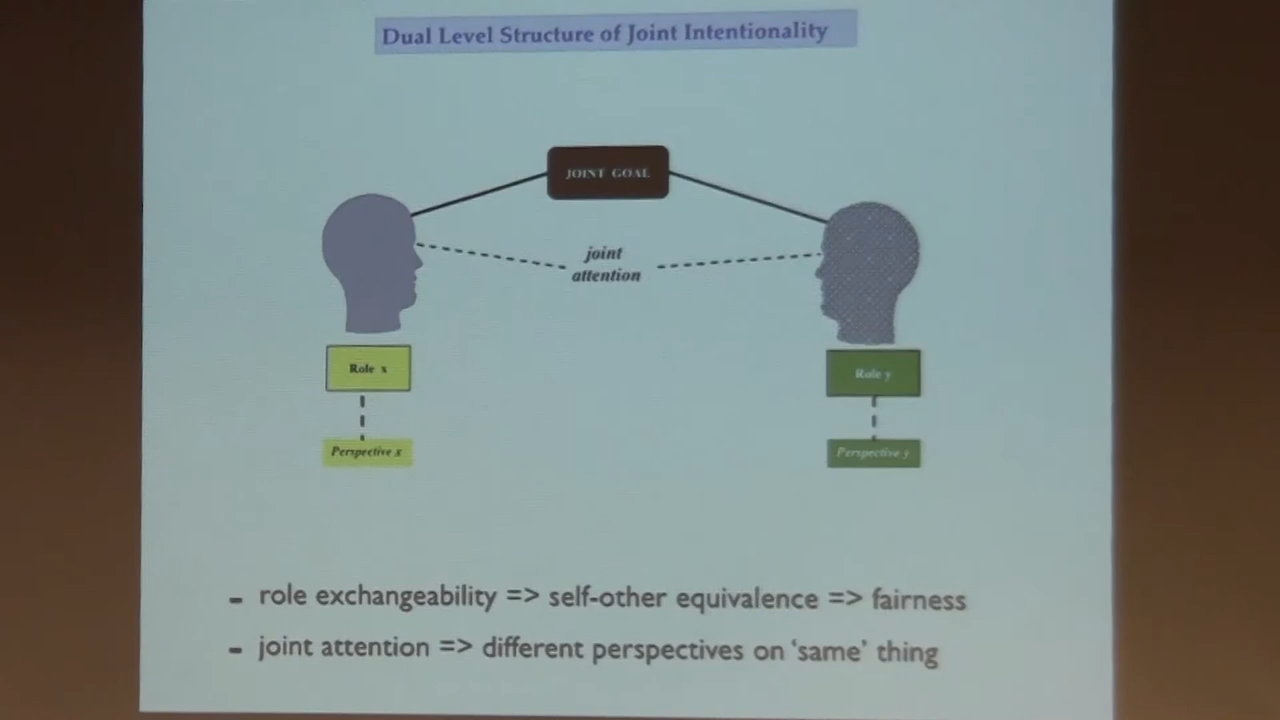 Dual Level Structure of Joint Intentionality
JOINT GOAL
joint
attention
Role x
Role y
Perspective x
Perspective y
- role exchangeability => self-other equivalence => fairness
- joint attention => different perspectives on ‘same’ thing